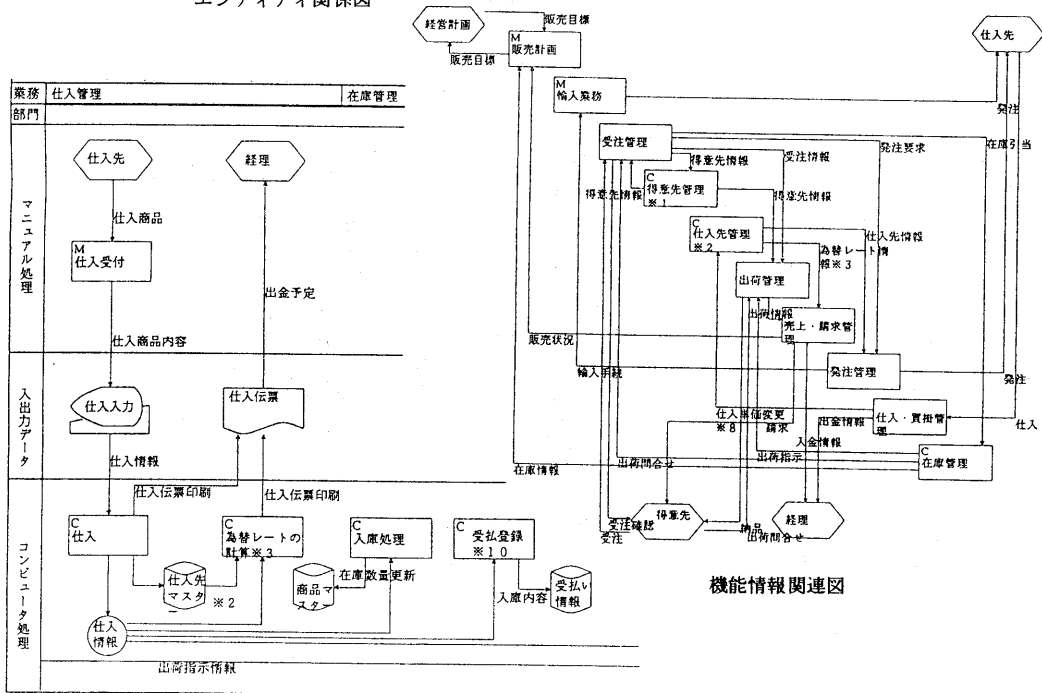 エンティティ関係図
業務
仕入管理
在庫管理
部門
マニュアル処理
仕入先
経理
仕入商品
M
仕入受付
出金予定
仕入商品内容
入出力データ
仕入入力
仕入伝票
仕入情報
仕入伝票印刷
仕入伝票印刷
コンピュータ処理
C
仕入
C
為替レートの
計算※3
C
入庫処理
C
受払登録
※10
仕入先
マスター
※2
在庫数量更新
商品マ
スター
入庫内容
受払い
情報
仕入
情報
出荷指示情報
経営計画
販売目標
M
販売計画
販売目標
仕入先
M
輸入業務
発注
受注管理
在庫引当
発注要求
得意先情報
受注情報
C
得意先管理
※1
得意先情報
得意先情報
C
仕入先管理
※2
仕入先情報
為替レート情
報※3
出荷管理
出荷情報
売上・請求管
理
販売状況
発注管理
輸入手続
発注
仕入単価変更
※8
請求
仕入・買掛管
理
出金情報
仕入
入金情報
C
在庫管理
出荷問合せ
出荷指示
在庫情報
得意先
経理
受注確認
受注
納品
出荷問合せ
機能情報関連図